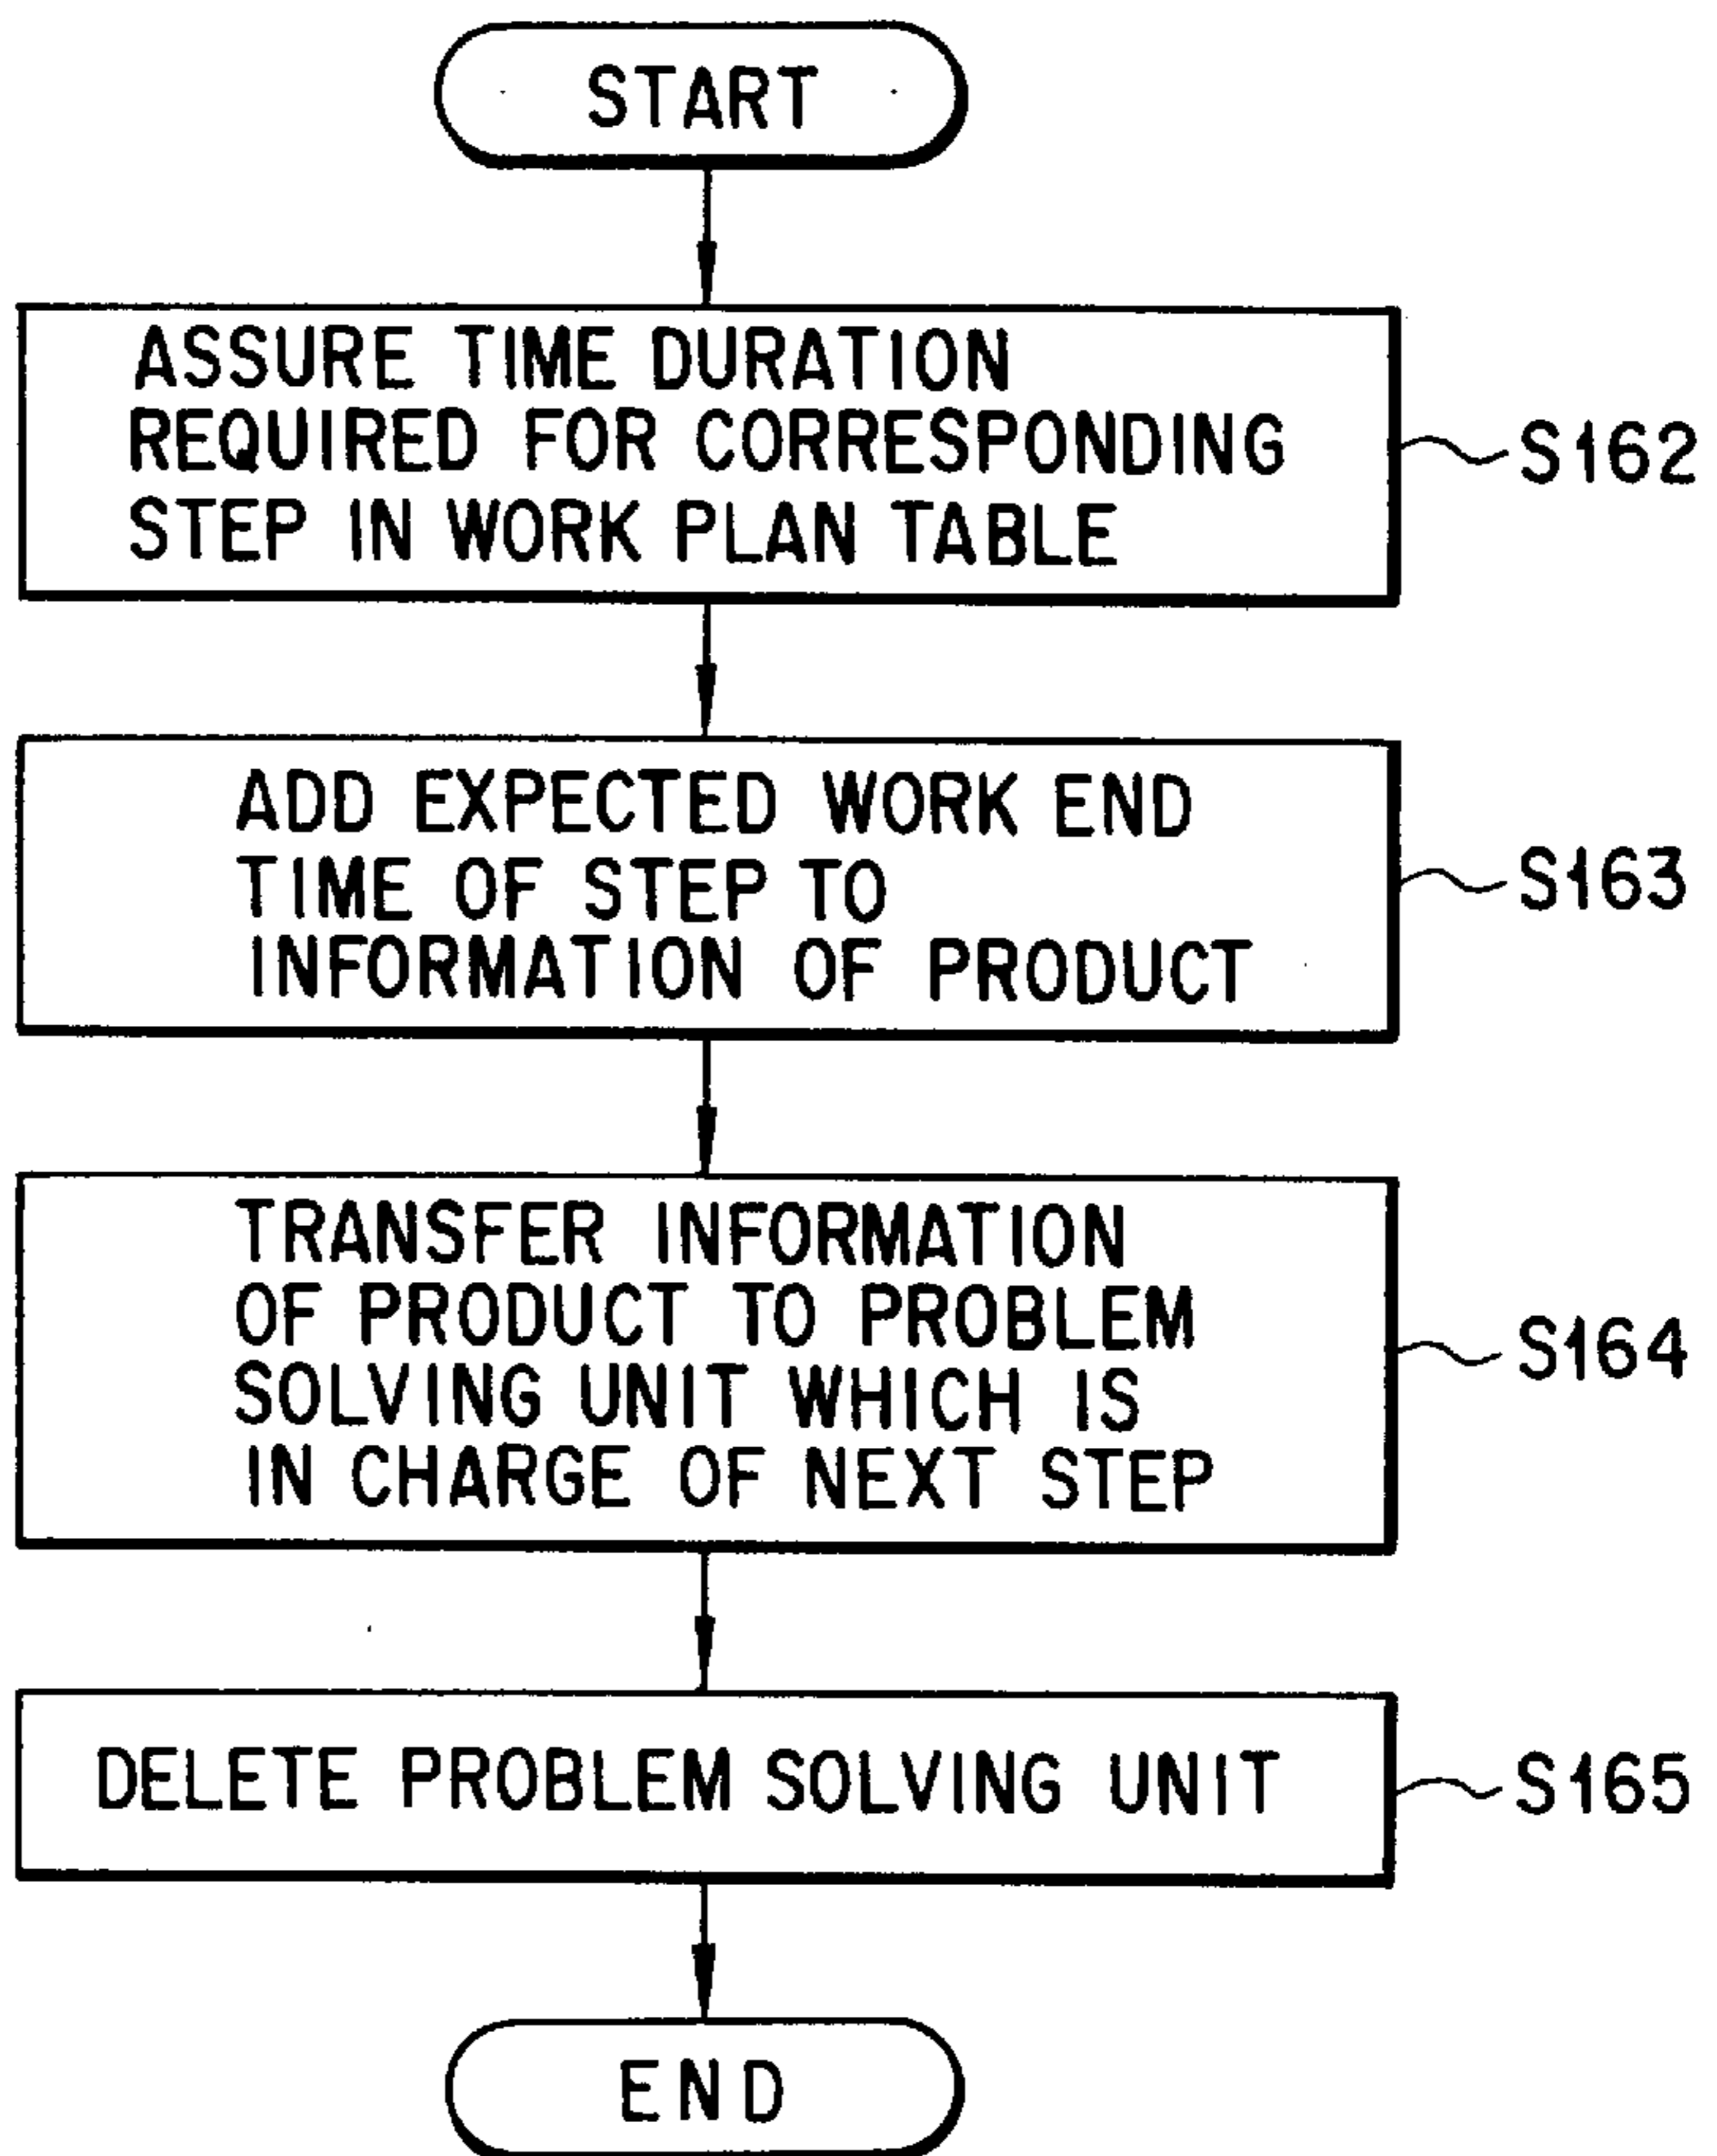 START
ASSURE TIME DURATION
REQUIRED FOR CORRESPONDING
STEP IN WORK PLAN TABLE
S162
ADD EXPECTED WORK END
TIME OF STEP TO
INFORMATION OF PRODUCT
S163
TRANSFER INFORMATION
OF PRODUCT TO PROBLEM
SOLVING UNIT WHICH IS
IN CHARGE OF NEXT STEP
S164
DELETE PROBLEM SOLVING UNIT
S165
END